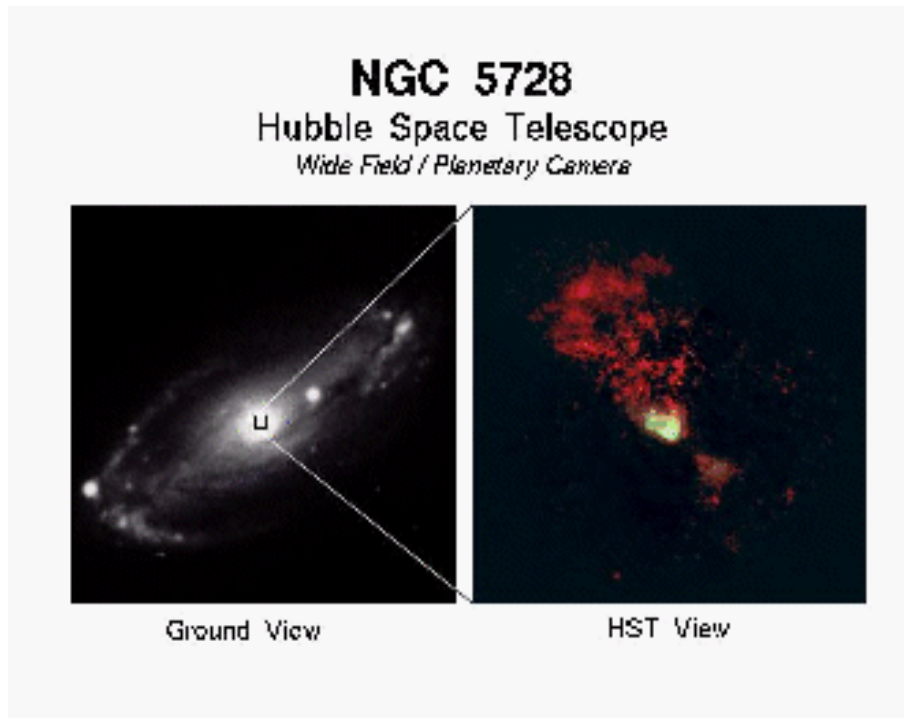 NGC 5728
Hubble Space Telescope
Wide Field / Planetary Camera
Ground View
HST View